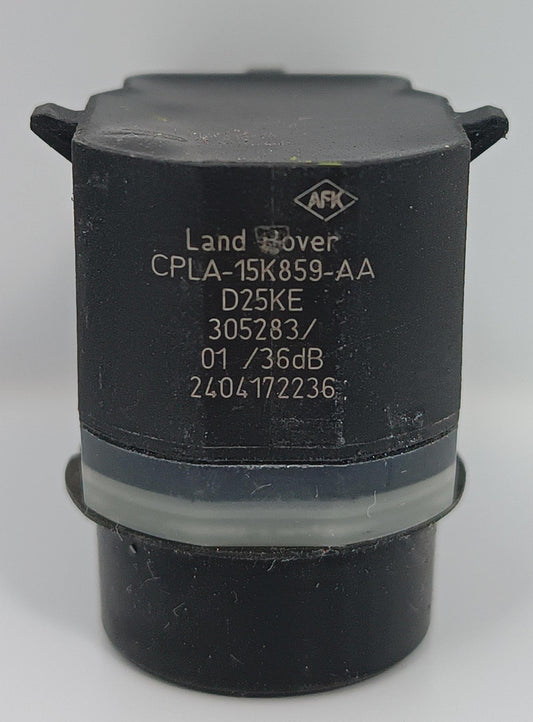 AFK
Land Rover
CPLA-15K859-AA
D25KE
305283/
01 /36dB
2404172236